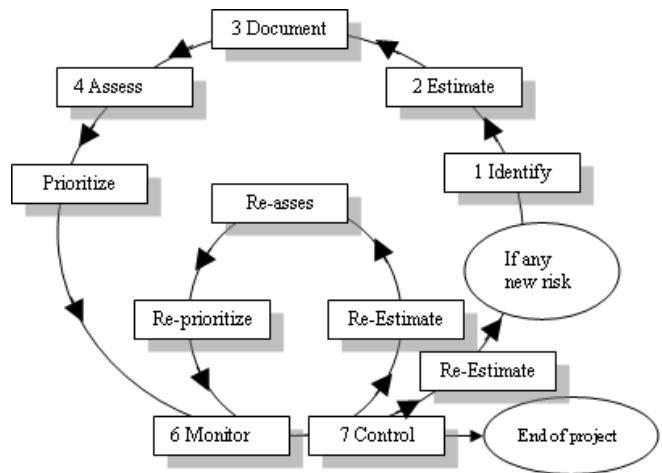 3 Document
4 Assess
2 Estimate
Prioritize
1 Identify
Re-asses
If any
new risk
Re-prioritize
Re-Estimate
Re-Estimate
6 Monitor
7 Control
End of project